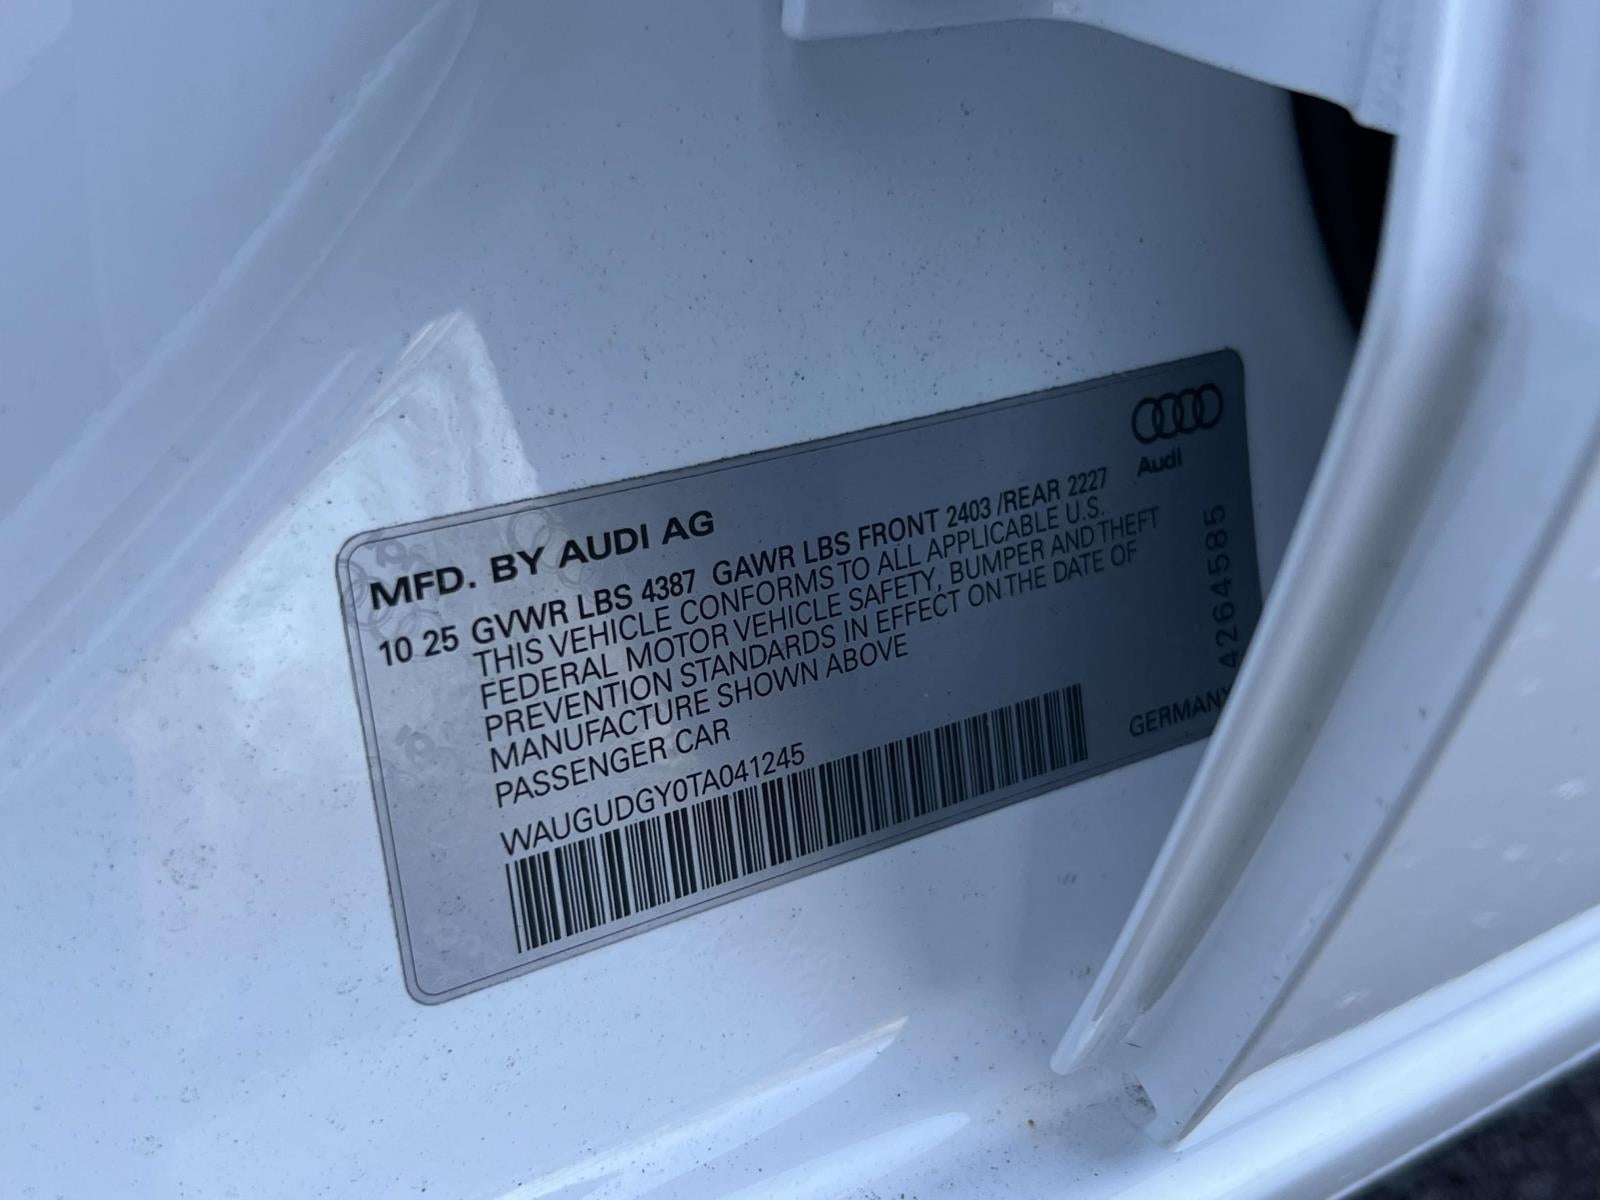 Audi
MFD. BY AUDI AG
10 25 GVWR LBS 4387 GAWR LBS FRONT 2403 /REAR 2227
THIS VEHICLE CONFORMS TO ALL APPLICABLE U.S.
FEDERAL MOTOR VEHICLE SAFETY, BUMPER AND THEFT
PREVENTION STANDARDS IN EFFECT ON THE DATE OF
MANUFACTURE SHOWN ABOVE
PASSENGER CAR
WAUGUDGY0TA041245
GERMANY
4264585